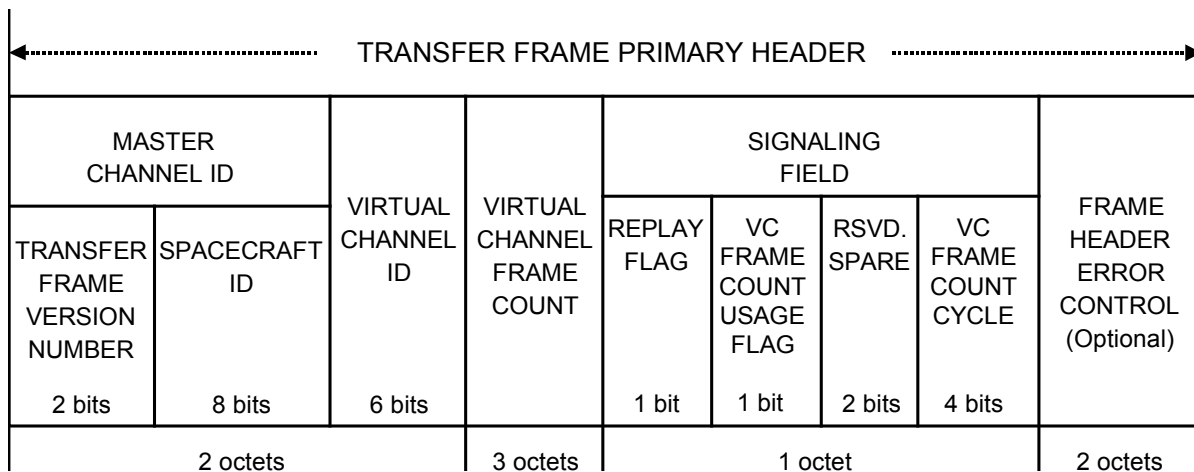 TRANSFER FRAME PRIMARY HEADER
MASTER
CHANNEL ID
TRANSFER
FRAME
VERSION
NUMBER
2 bits
SPACECRAFT
ID
8 bits
VIRTUAL
CHANNEL
ID
6 bits
2 octets
VIRTUAL
CHANNEL
FRAME
COUNT
3 octets
SIGNALING
FIELD
REPLAY
FLAG
1 bit
VC
FRAME
COUNT
USAGE
FLAG
1 bit
RSVD.
SPARE
2 bits
VC
FRAME
COUNT
CYCLE
4 bits
1 octet
FRAME
HEADER
ERROR
CONTROL
(Optional)
2 octets